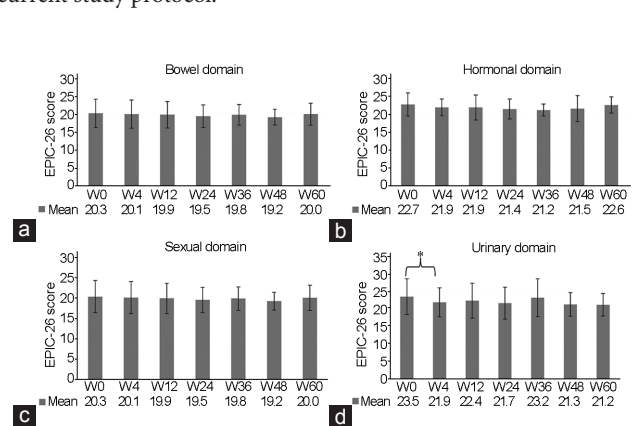 current study protocol.
Bowel domain
EPIC-26 score
30
25
20
15
10
5
0
W0 W4 W12 W24 W36 W48 W60
Mean 20.3 20.1 19.9 19.5 19.8 19.2 20.0
a
Hormonal domain
EPIC-26 score
30
25
20
15
10
5
0
W0 W4 W12 W24 W36 W48 W60
Mean 22.7 21.9 21.9 21.4 21.2 21.5 22.6
b
Sexual domain
EPIC-26 score
30
25
20
15
10
5
0
W0 W4 W12 W24 W36 W48 W60
Mean 20.3 20.1 19.9 19.5 19.8 19.2 20.0
c
Urinary domain
EPIC-26 score
35
30
25
20
15
10
5
0
*
W0 W4 W12 W24 W36 W48 W60
Mean 23.5 21.9 22.4 21.7 23.2 21.3 21.2
d